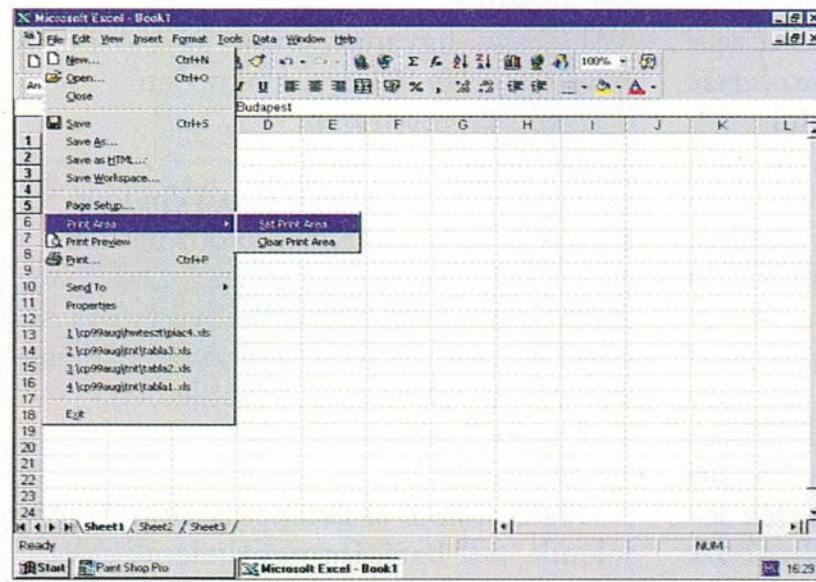 Microsoft Excel - Book1
File Edit View Insert Format Tools Data Window Help
New... Ctrl+N
100%
Open... Ctrl+O
Close
Budapest
D E F G H I J K L
Save Ctrl+S
1 Save As...
2 Save as HTML...
3 Save Workspace...
4
5 Page Setup...
6 Print Area Set Print Area
7 Print Preview Clear Print Area
8 Print... Ctrl+P
9
10 Send To
11 Properties
12
13 1 \cp99aug\hwteszt\piac4.xls
14 2 \cp99aug\tnt\tabla3.xls
15 3 \cp99aug\tnt\tabla2.xls
16 4 \cp99aug\tnt\tabla1.xls
17
18 Exit
19
20
21
22
23
24
Sheet1 Sheet2 Sheet3
Ready NUM
Start Paint Shop Pro Microsoft Excel - Book1 16:29